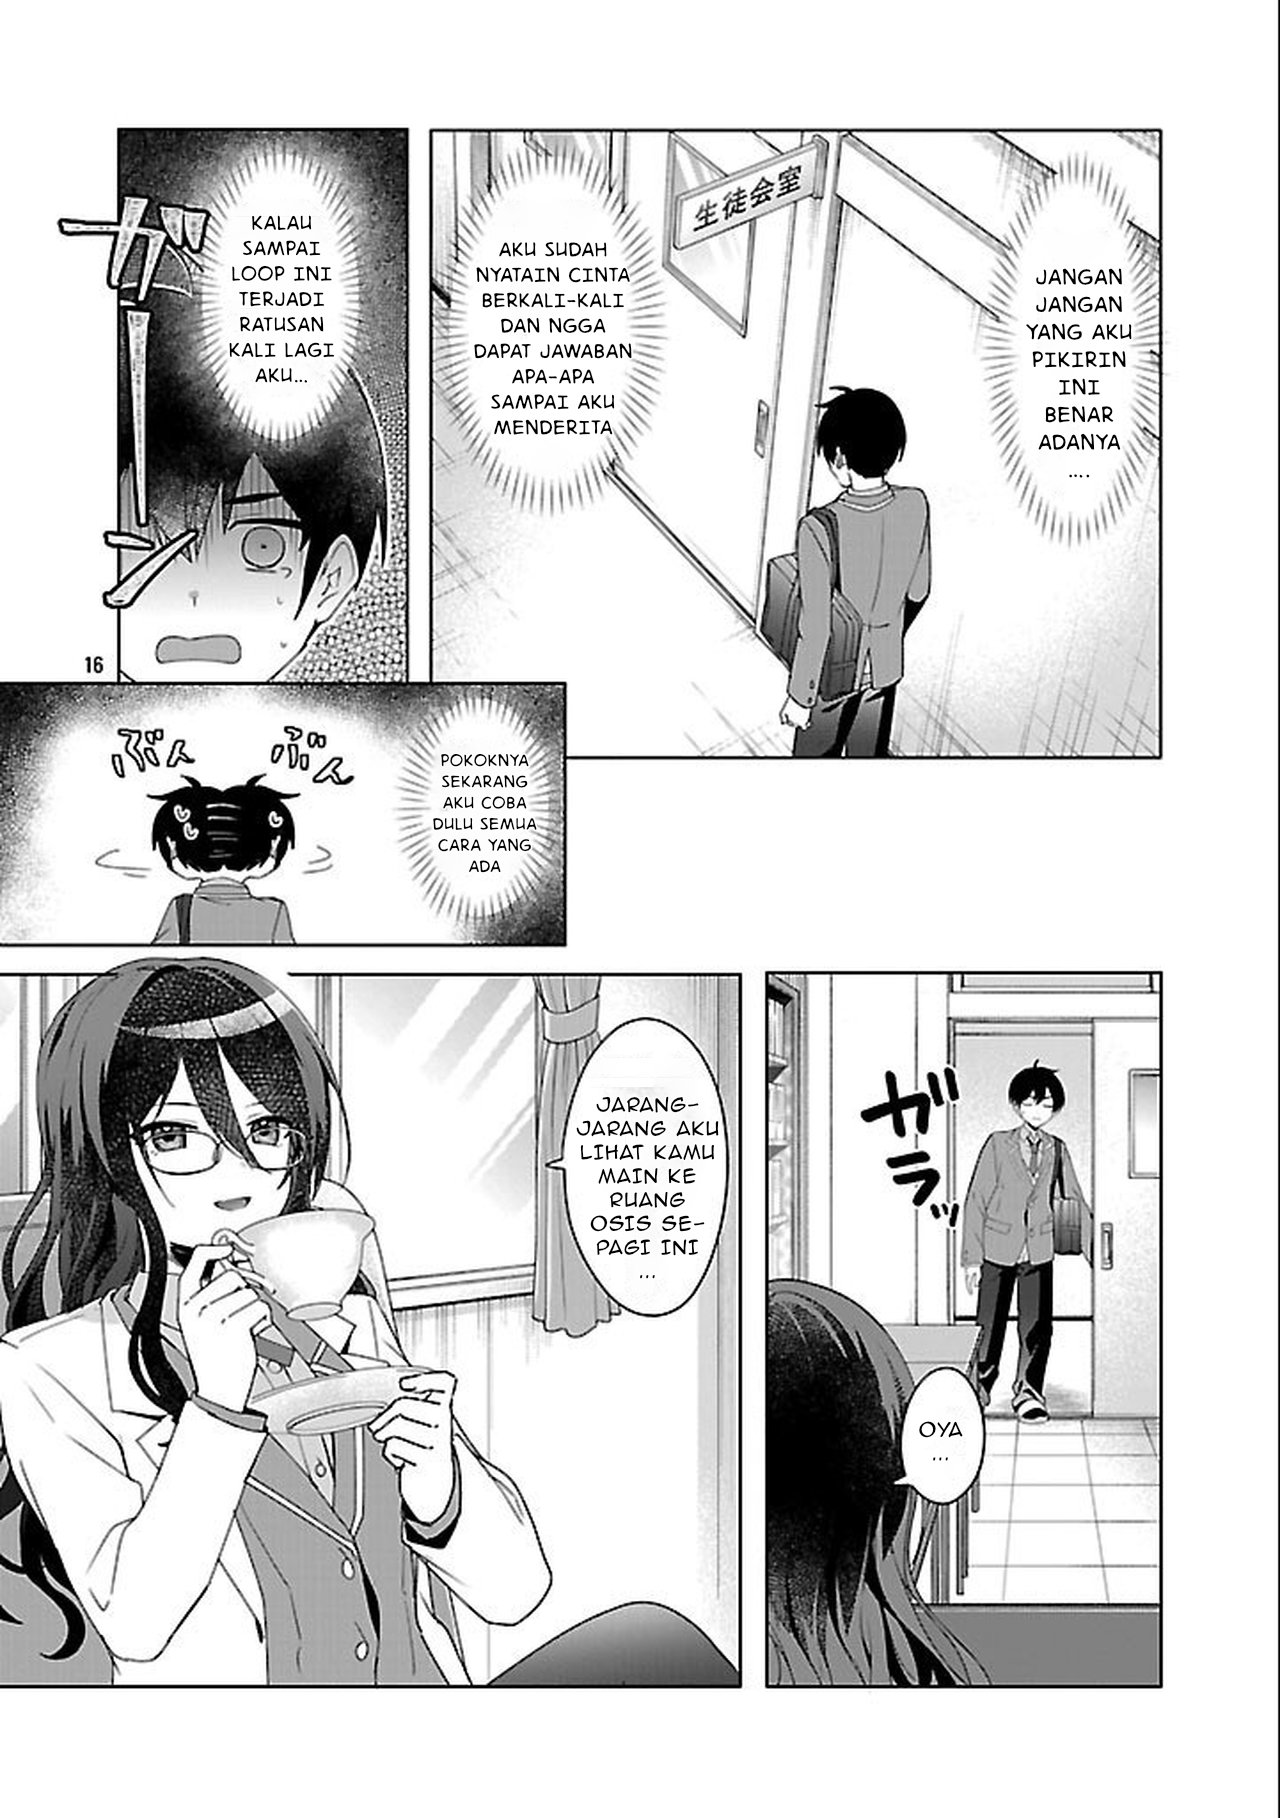 生徒会室
JANGAN
JANGAN
YANG AKU
PIKIRIN
INI
BENAR
ADANYA
....
AKU SUDAH
NYATAIN CINTA
BERKALI-KALI
DAN NGGA
DAPAT JAWABAN
APA-APA
SAMPAI AKU
MENDERITA
KALAU
SAMPAI
LOOP INI
TERJADI
RATUSAN
KALI LAGI
AKU...
ガーン
16
POKOKNYA
SEKARANG
AKU COBA
DULU SEMUA
CARA YANG
ADA
ぶん
ぶん
ガラッ
OYA
...
JARANG-
JARANG AKU
LIHAT KAMU
MAIN KE
RUANG
OSIS SE-
PAGI INI
...